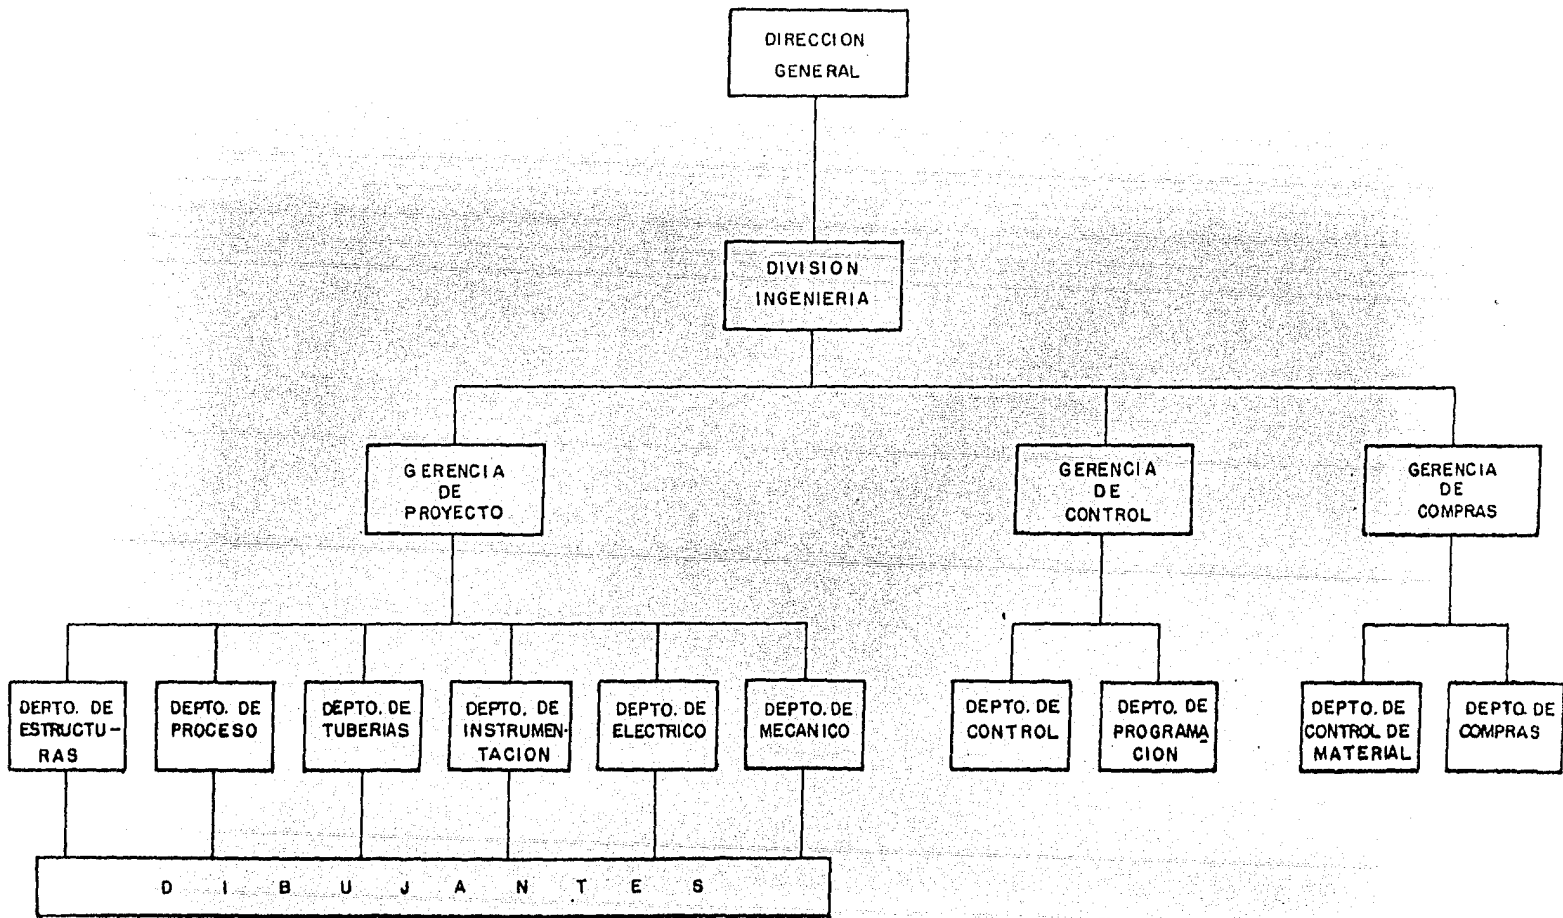 DIRECCION
GENERAL
DIVISION
INGENIERIA
GERENCIA
DE
PROYECTO
GERENCIA
DE
CONTROL
GERENCIA
DE
COMPRAS
DEPTO. DE
ESTRUCTU-
RAS
DEPTO. DE
PROCESO
DEPTO. DE
TUBERIAS
DEPTO. DE
INSTRUMEN-
TACION
DEPTO. DE
ELECTRICO
DEPTO. DE
MECANICO
DEPTO. DE
CONTROL
DEPTO. DE
PROGRAMA
CION
DEPTO. DE
CONTROL DE
MATERIAL
DEPTO. DE
COMPRAS
D I B U J A N T E S